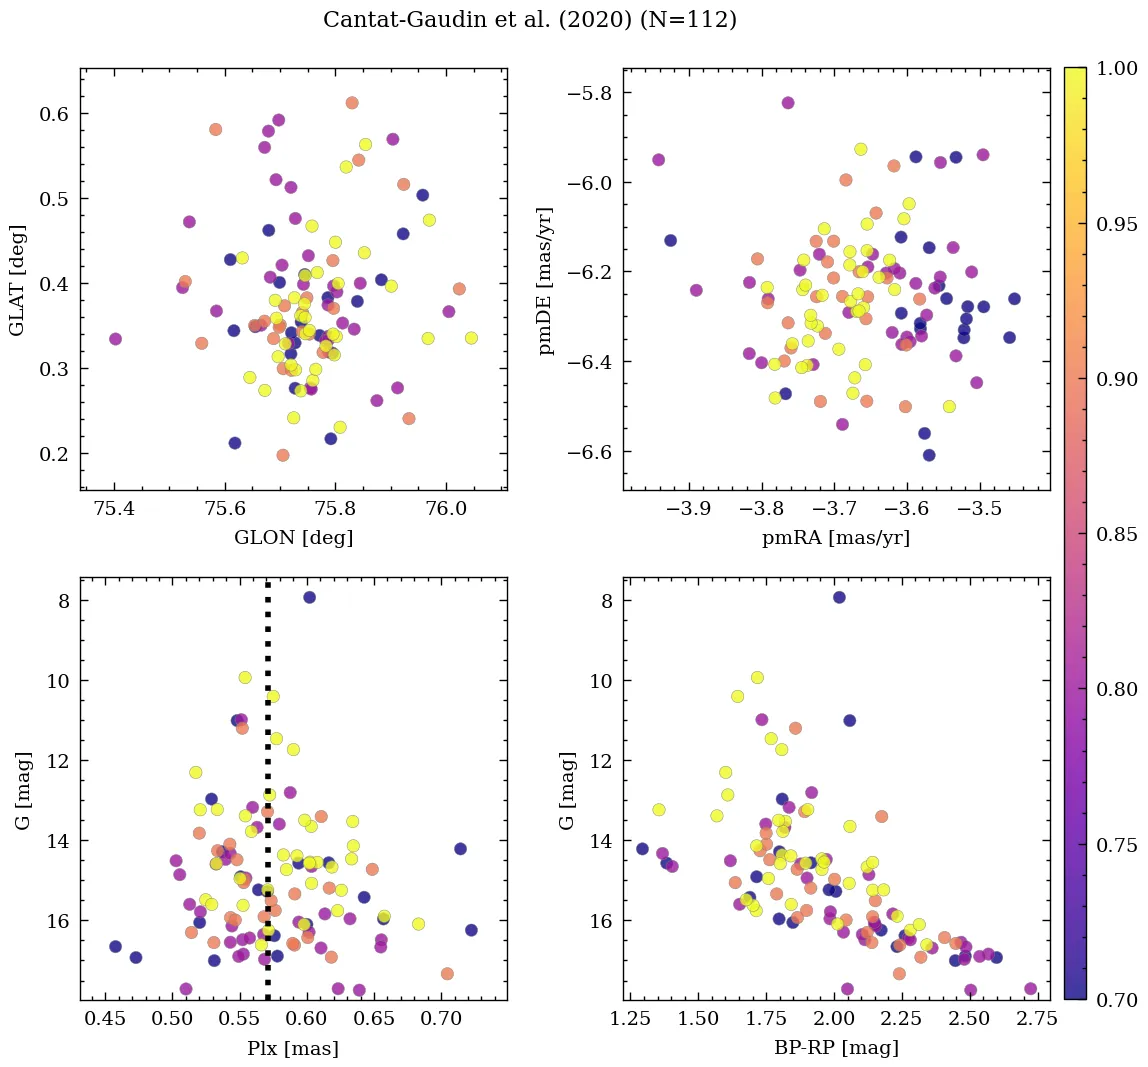 Cantat-Gaudin et al. (2020) (N=112)
0.6
0.5
0.4
0.3
0.2
GLAT [deg]
75.4 75.6 75.8 76.0
GLON [deg]
−5.8
−6.0
−6.2
−6.4
−6.6
pmDE [mas/yr]
−3.9 −3.8 −3.7 −3.6 −3.5
pmRA [mas/yr]
8
10
12
14
16
G [mag]
0.45 0.50 0.55 0.60 0.65 0.70
Plx [mas]
8
10
12
14
16
G [mag]
1.25 1.50 1.75 2.00 2.25 2.50 2.75
BP-RP [mag]
1.00
0.95
0.90
0.85
0.80
0.75
0.70